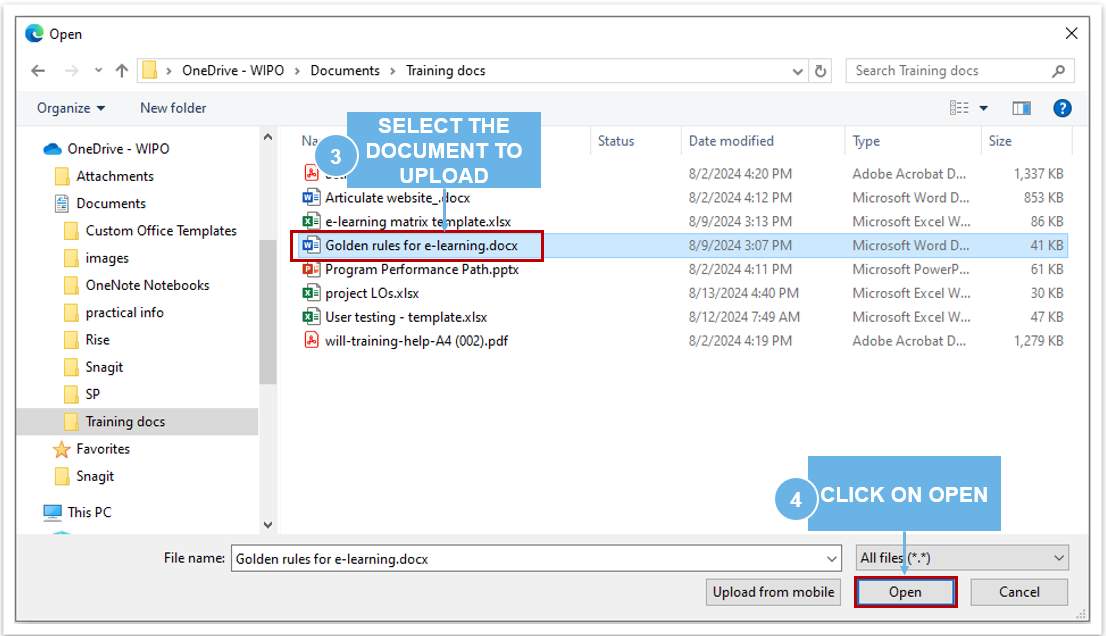 Open
OneDrive - WIPO > Documents > Training docs
Search Training docs
Organize
New folder
OneDrive - WIPO
Attachments
Documents
Custom Office Templates
images
OneNote Notebooks
practical info
Rise
Snagit
SP
Training docs
Favorites
Snagit
This PC
3
SELECT THE
DOCUMENT TO
UPLOAD
Status Date modified Type Size
8/2/2024 4:20 PM Adobe Acrobat D... 1,337 KB
Articulate website_.docx 8/2/2024 4:12 PM Microsoft Word D... 853 KB
e-learning matrix template.xlsx 8/9/2024 3:13 PM Microsoft Excel W... 86 KB
Golden rules for e-learning.docx 8/9/2024 3:07 PM Microsoft Word D... 41 KB
Program Performance Path.pptx 8/2/2024 4:11 PM Microsoft PowerP... 61 KB
project LOs.xlsx 8/13/2024 4:40 PM Microsoft Excel W... 30 KB
User testing - template.xlsx 8/12/2024 7:49 AM Microsoft Excel W... 47 KB
will-training-help-A4 (002).pdf 8/2/2024 4:19 PM Adobe Acrobat D... 1,279 KB
4
CLICK ON OPEN
File name: Golden rules for e-learning.docx
All files (*.*)
Upload from mobile
Open
Cancel